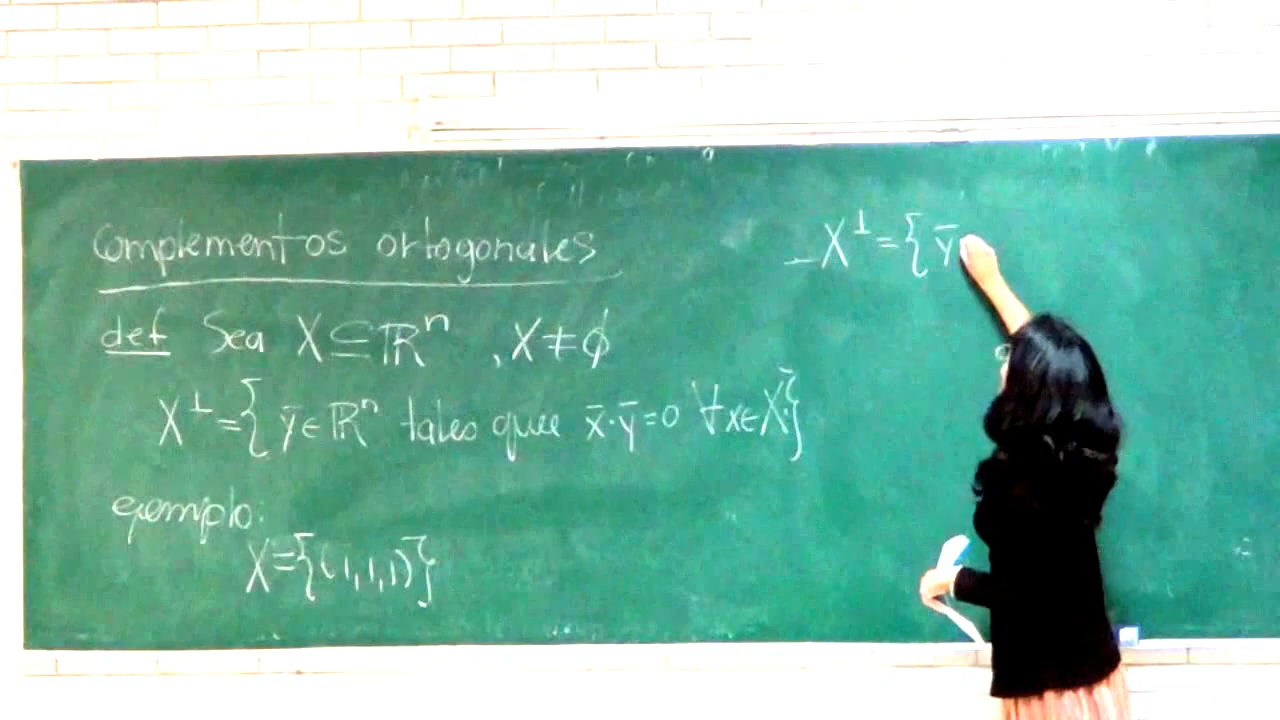 complementos ortogonales
def Sea X ⊆ ℝⁿ , X ≠ ϕ
X^⊥ = { ȳ ∈ ℝⁿ tales que x̄·ȳ = 0 ∀x ∈ X. }
ejemplo.
X = {(1,1,1)}
X^⊥ = { ȳ